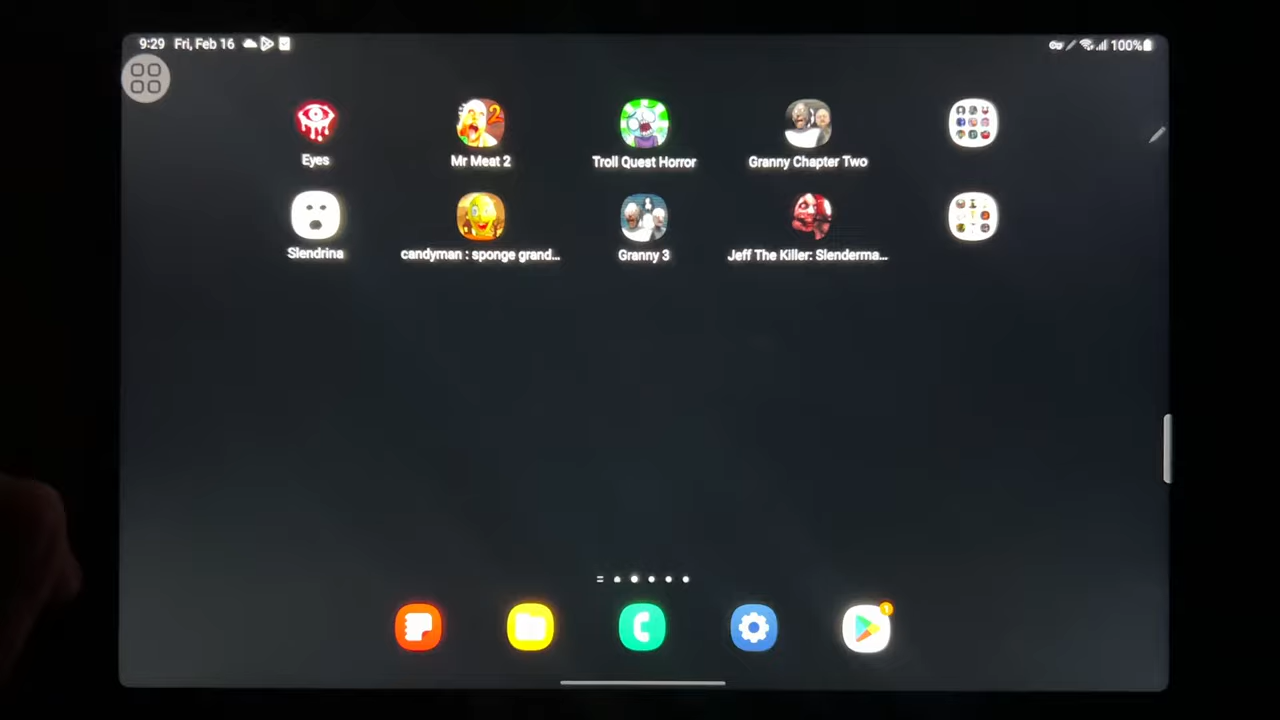 9:29 Fri, Feb 16
100%
Eyes
Mr Meat 2
Troll Quest Horror
Granny Chapter Two
Slendrina
candyman : sponge grand...
Granny 3
Jeff The Killer: Slenderma...
1